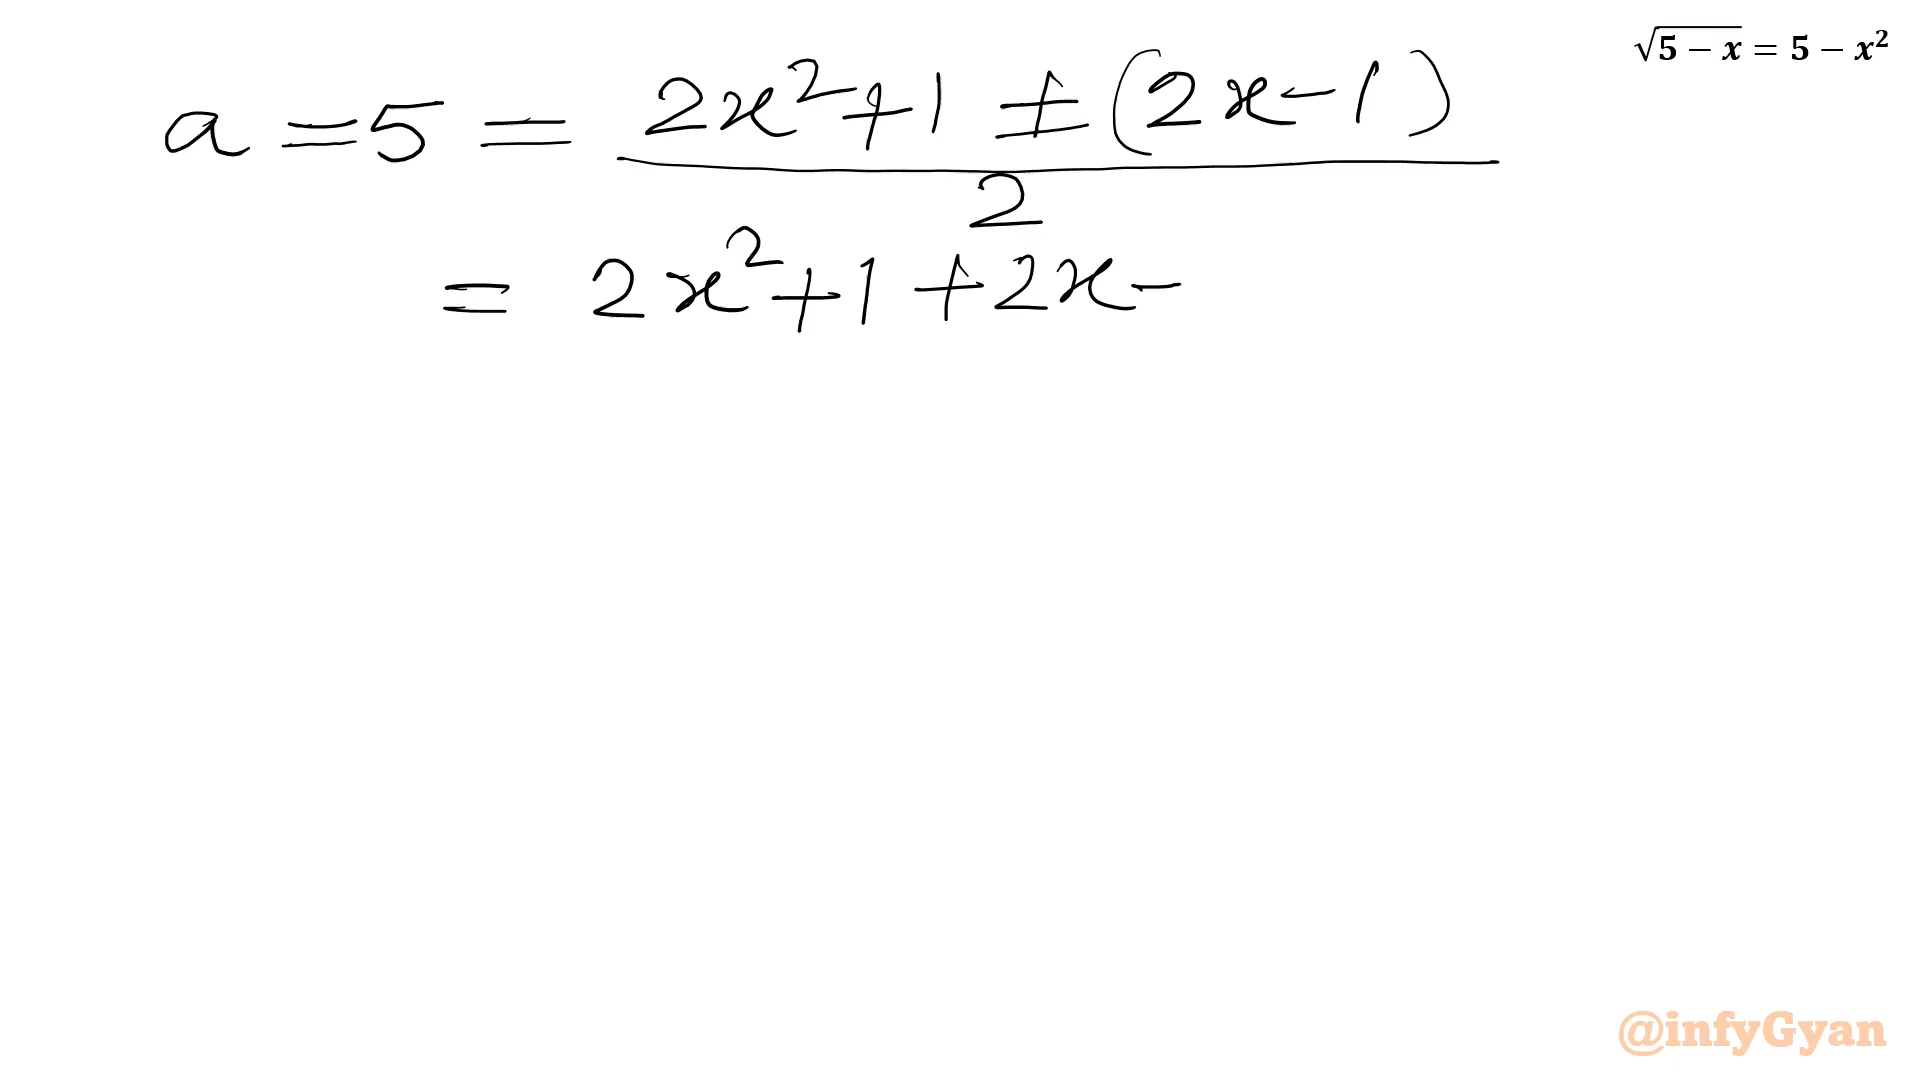 √5 − x = 5 − x²
a = 5 = 2x² + 1 ± (2x − 1)
2
= 2x² + 1 + 2x −
@infyGyan